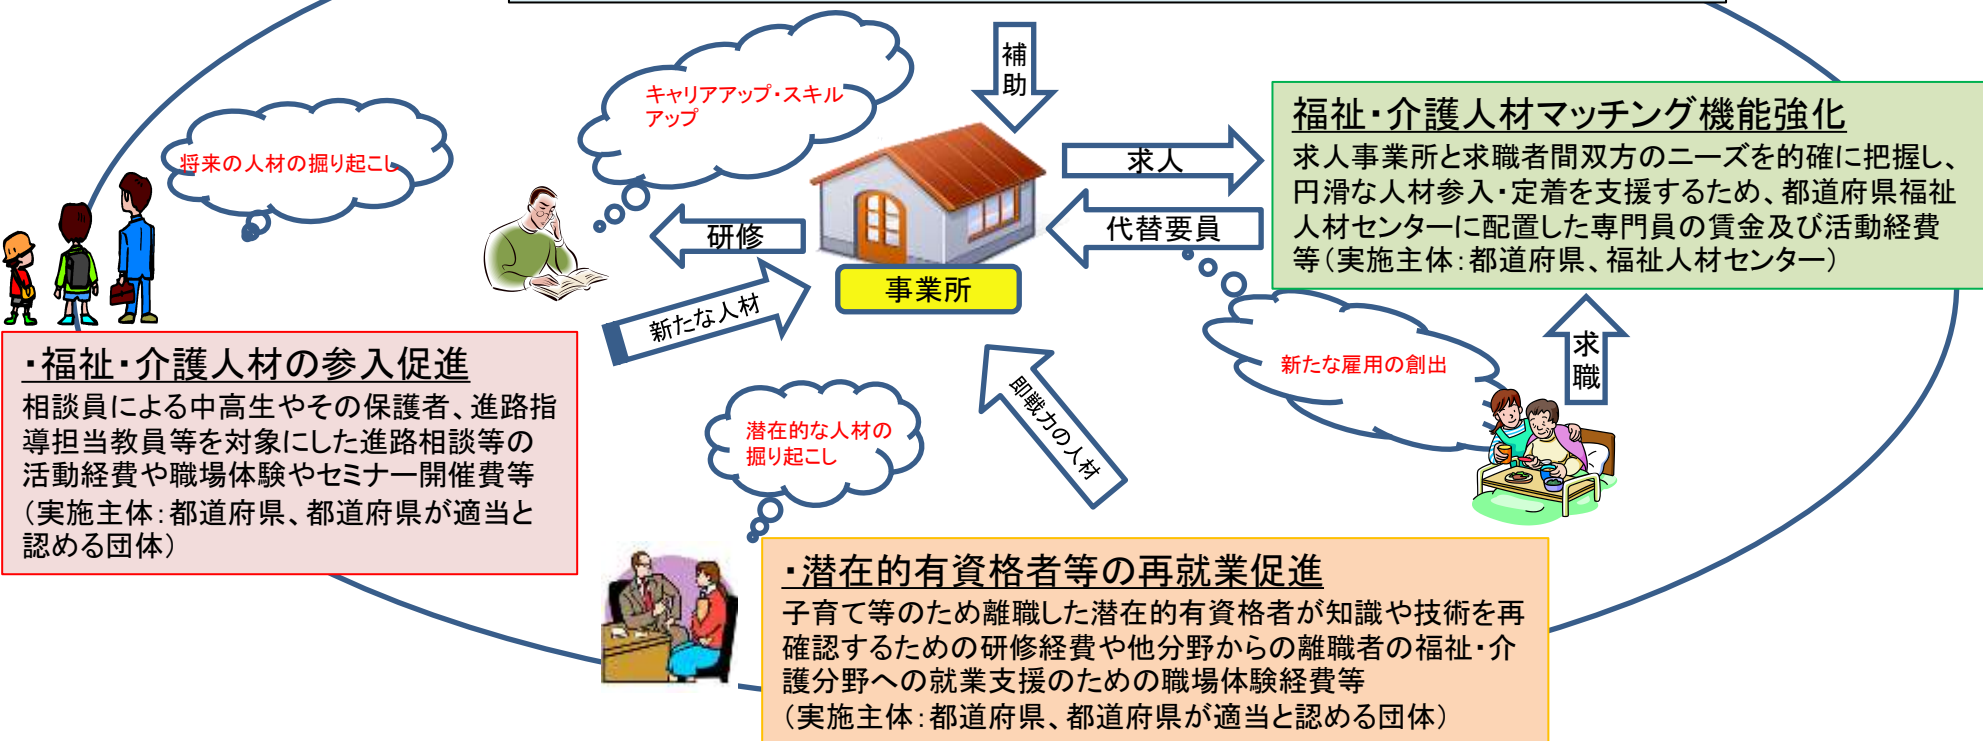 補助
キャリアアップ・スキル
アップ
将来の人材の掘り起こし
求人
代替要員
研修
事業所
新たな人材
福祉・介護人材マッチング機能強化
求人事業所と求職者間双方のニーズを的確に把握し、
円滑な人材参入・定着を支援するため、都道府県福祉
人材センターに配置した専門員の賃金及び活動経費
等（実施主体：都道府県、福祉人材センター）
新たな雇用の創出
求職
即戦力の人材
・福祉・介護人材の参入促進
相談員による中高生やその保護者、進路指
導担当教員等を対象にした進路相談等の
活動経費や職場体験やセミナー開催費等
（実施主体：都道府県、都道府県が適当と
認める団体）
潜在的な人材の
掘り起こし
・潜在的有資格者等の再就業促進
子育て等のため離職した潜在的有資格者が知識や技術を再
確認するための研修経費や他分野からの離職者の福祉・介
護分野への就業支援のための職場体験経費等
（実施主体：都道府県、都道府県が適当と認める団体）